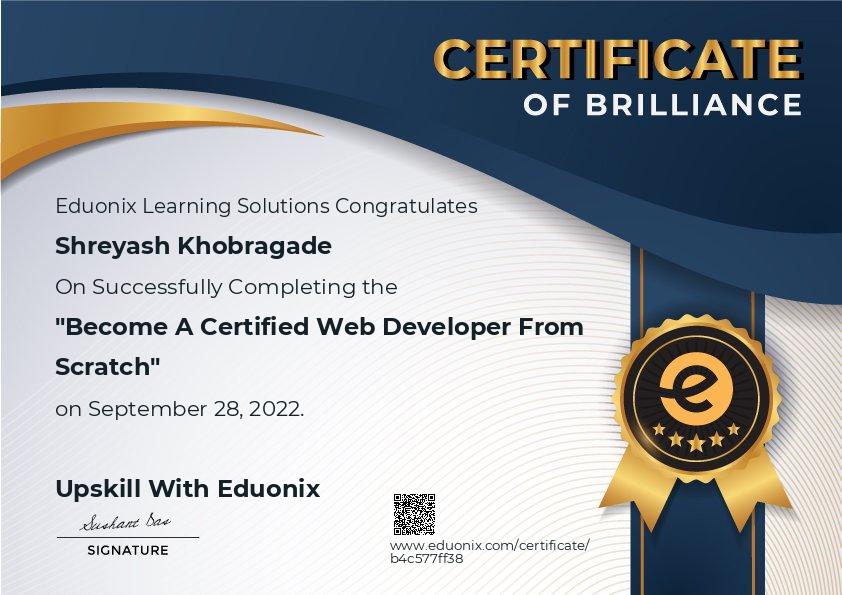 CERTIFICATE
OF BRILLIANCE
Eduonix Learning Solutions Congratulates
Shreyash Khobragade
On Successfully Completing the
"Become A Certified Web Developer From
Scratch"
on September 28, 2022.
Upskill With Eduonix
Sushant Das
SIGNATURE
www.eduonix.com/certificate/
b4c577ff38
e